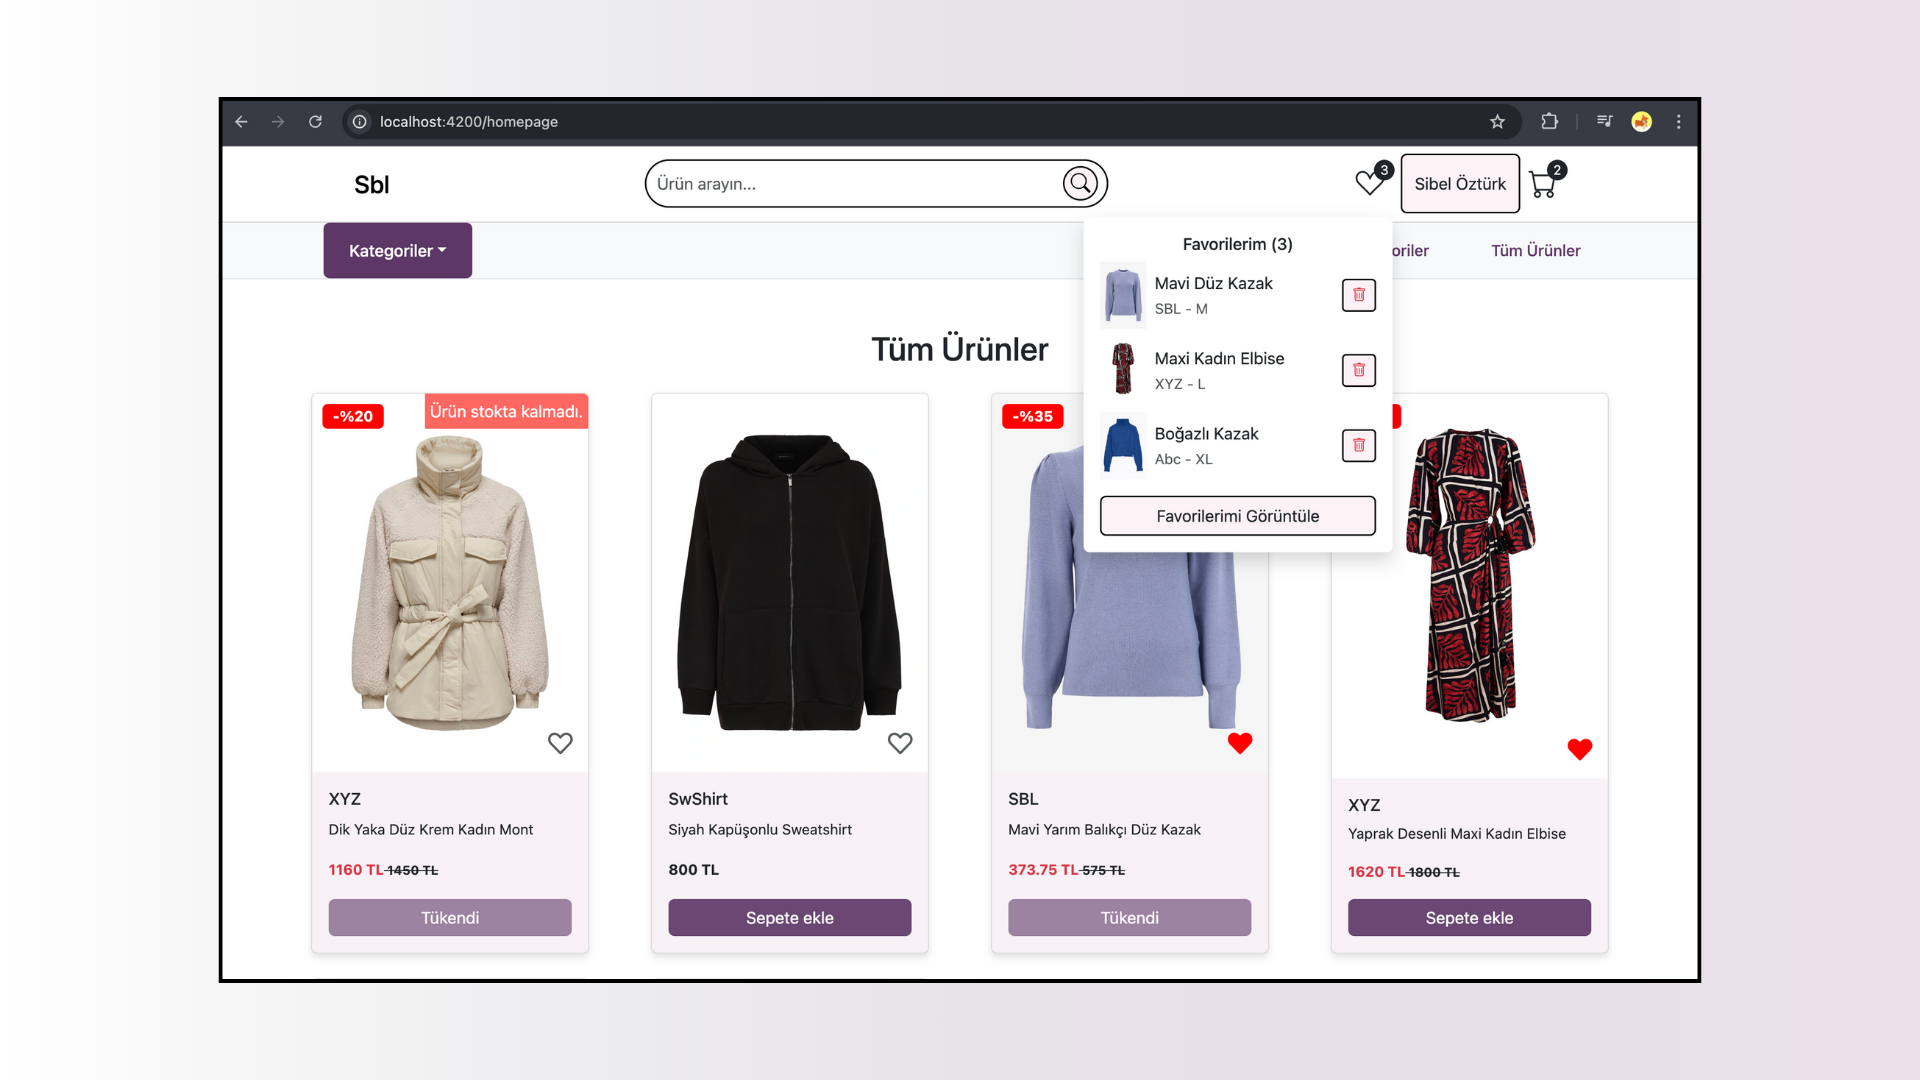 localhost:4200/homepage
Sbl
Ürün arayın...
3
Sibel Öztürk
2
Kategoriler
oriler
Tüm Ürünler
Favorilerim (3)
Mavi Düz Kazak
SBL - M
Maxi Kadın Elbise
XYZ - L
Boğazlı Kazak
Abc - XL
Favorilerimi Görüntüle
Tüm Ürünler
-%20
Ürün stokta kalmadı.
XYZ
Dik Yaka Düz Krem Kadın Mont
1160 TL 1450 TL
Tükendi
SwShirt
Siyah Kapüşonlu Sweatshirt
800 TL
Sepete ekle
-%35
SBL
Mavi Yarım Balıkçı Düz Kazak
373.75 TL 575 TL
Tükendi
XYZ
Yaprak Desenli Maxi Kadın Elbise
1620 TL 1800 TL
Sepete ekle